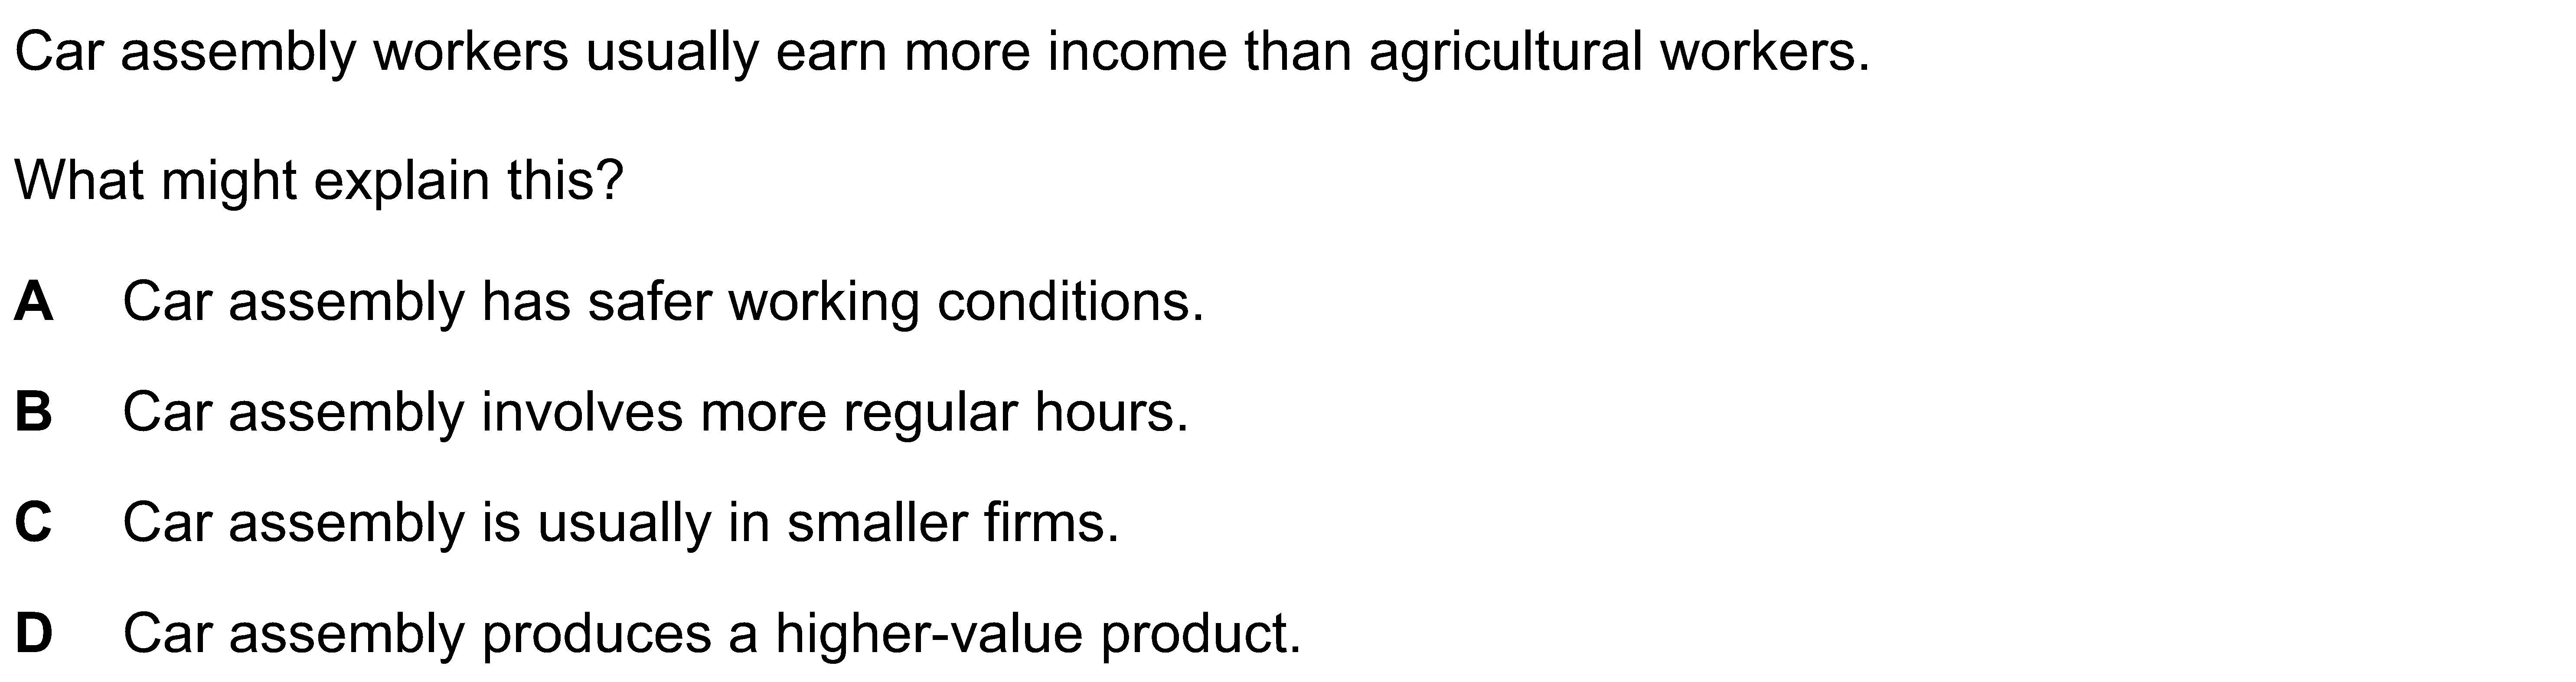 Car assembly workers usually earn more income than agricultural workers.
What might explain this?
A Car assembly has safer working conditions.
B Car assembly involves more regular hours.
C Car assembly is usually in smaller firms.
D Car assembly produces a higher-value product.